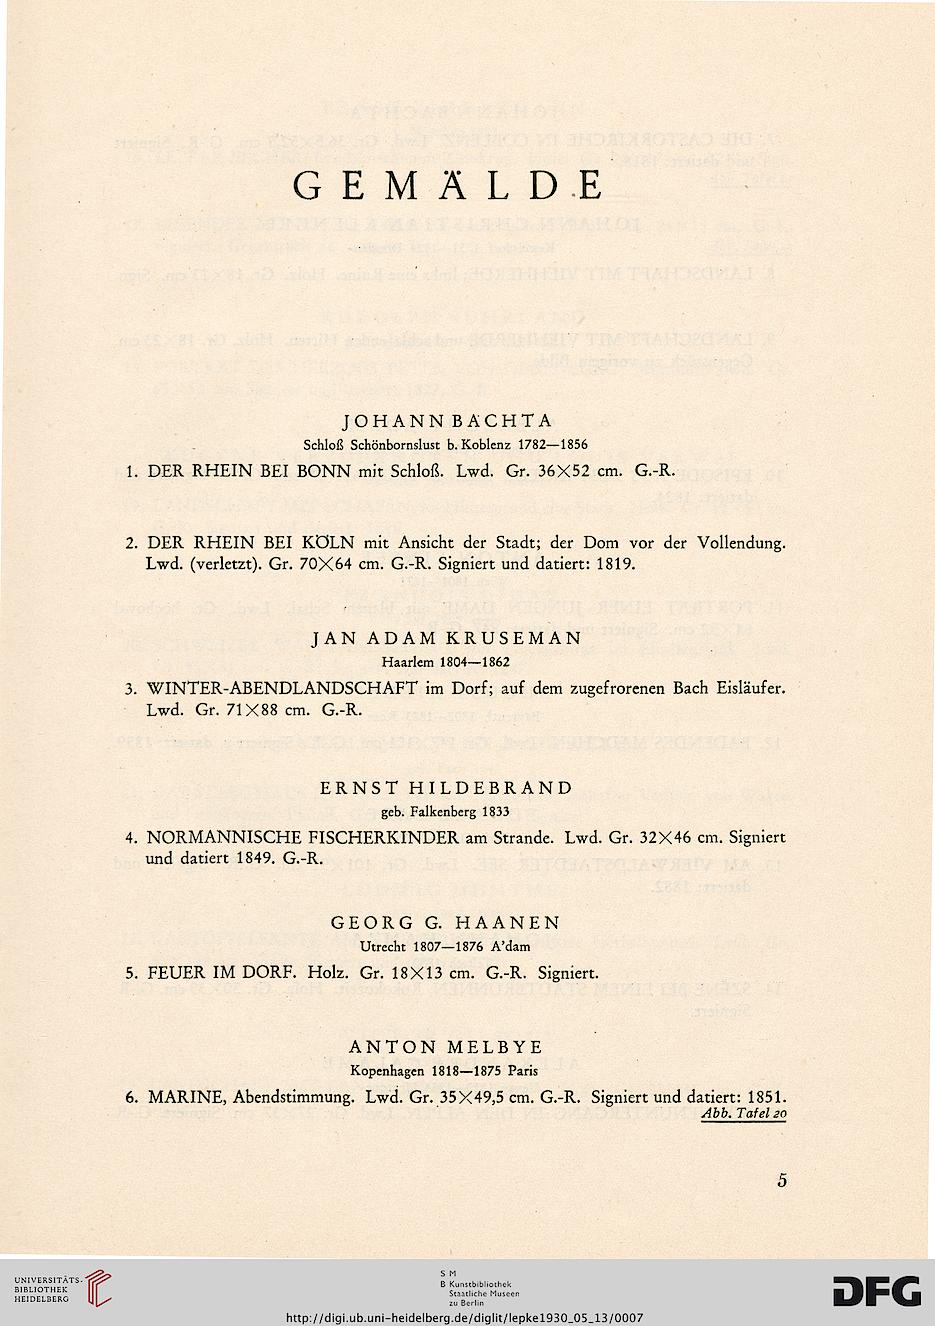 GEMÄLDE
JOHANN BACHTA
Schloß Schönbornslust b. Koblenz 1782—1856
1. DER RHEIN BEI BONN mit Schloß. Lwd. Gr. 36×52 cm. G.-R.
2. DER RHEIN BEI KÖLN mit Ansicht der Stadt; der Dom vor der Vollendung.
Lwd. (verletzt). Gr. 70×64 cm. G.-R. Signiert und datiert: 1819.
JAN ADAM KRUSEMAN
Haarlem 1804—1862
3. WINTER-ABENDLANDSCHAFT im Dorf; auf dem zugefrorenen Bach Eisläufer.
Lwd. Gr. 71×88 cm. G.-R.
ERNST HILDEBRAND
geb. Falkenberg 1833
4. NORMANNISCHE FISCHERKINDER am Strande. Lwd. Gr. 32×46 cm. Signiert
und datiert 1849. G.-R.
GEORG G. HAANEN
Utrecht 1807—1876 A'dam
5. FEUER IM DORF. Holz. Gr. 18×13 cm. G.-R. Signiert.
ANTON MELBYE
Kopenhagen 1818—1875 Paris
6. MARINE, Abendstimmung. Lwd. Gr. 35×49,5 cm. G.-R. Signiert und datiert: 1851.
Abb. Tafel 20
5
UNIVERSITÄTS-
BIBLIOTHEK
HEIDELBERG
S M
B Kunstbibliothek
Staatliche Museen
zu Berlin
DFG
http://digi.ub.uni-heidelberg.de/diglit/lepke1930_05_13/0007